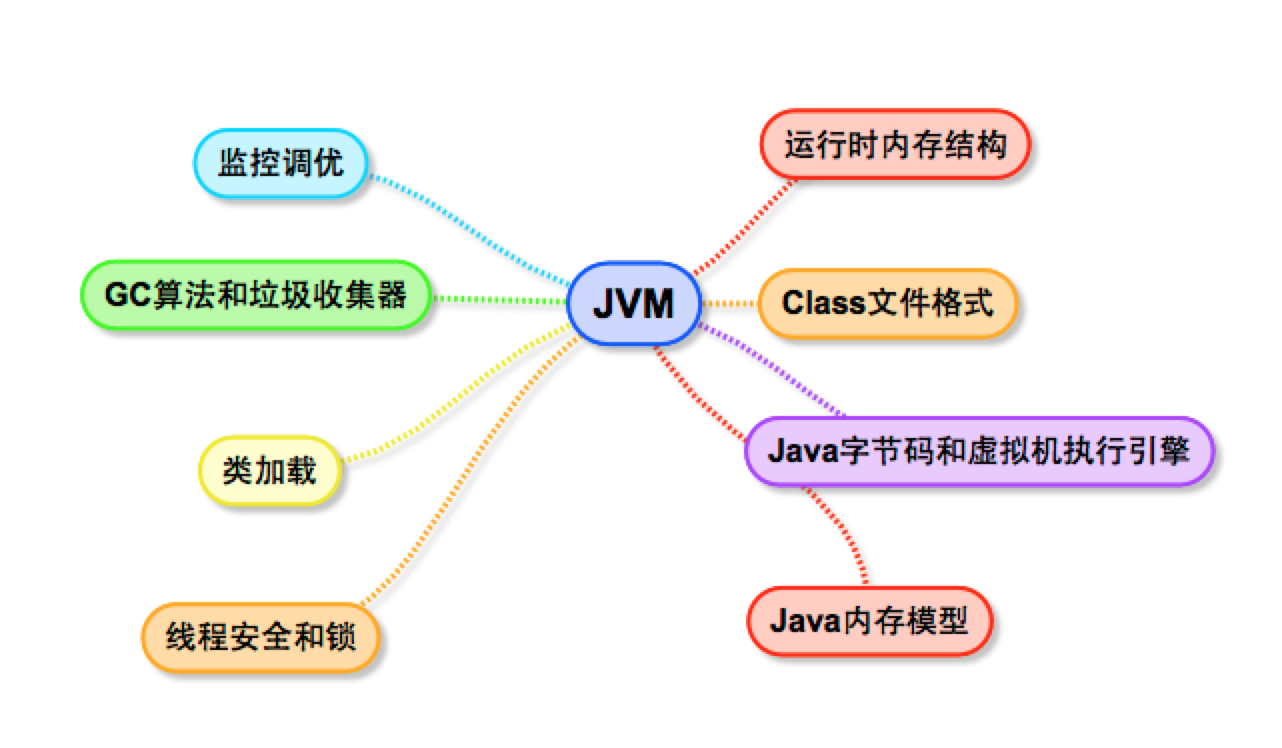 监控调优
运行时内存结构
GC算法和垃圾收集器
JVM
Class文件格式
类加载
Java字节码和虚拟机执行引擎
线程安全和锁
Java内存模型